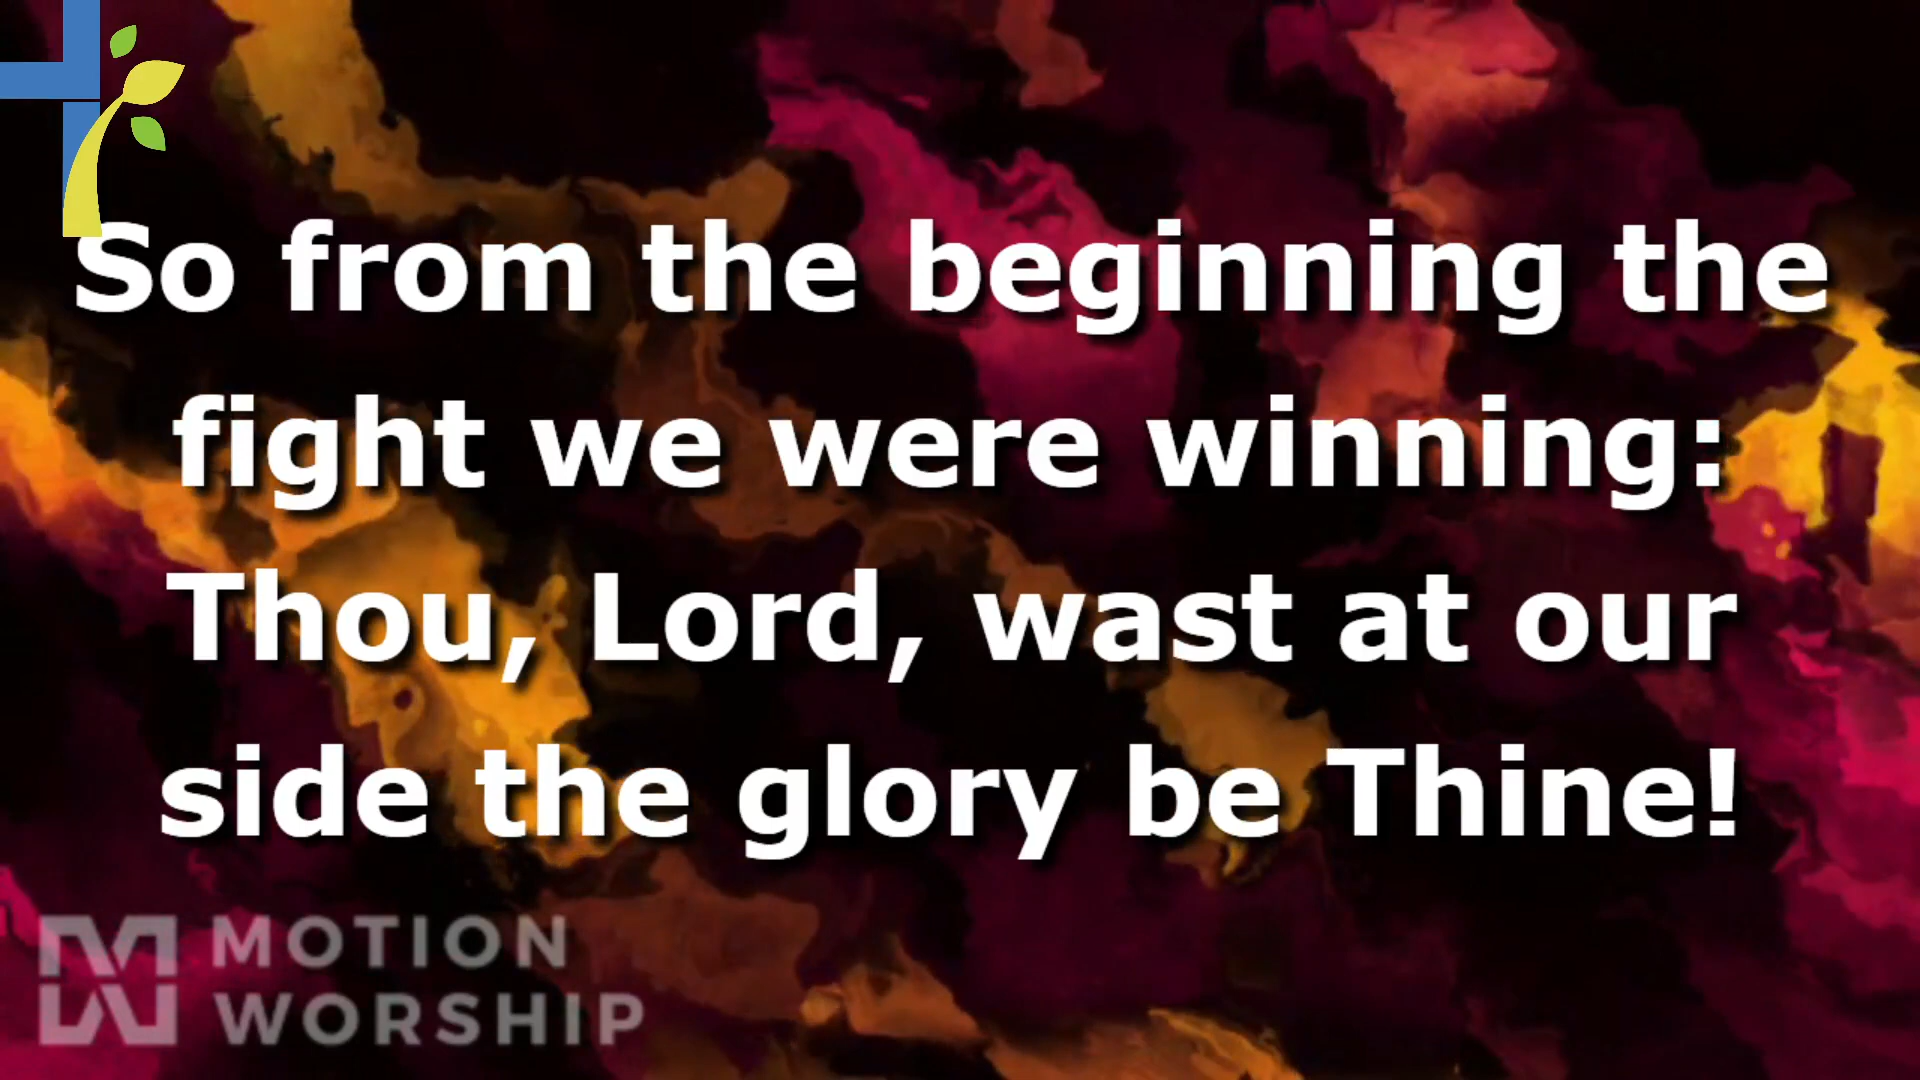 So from the beginning the
fight we were winning:
Thou, Lord, wast at our
side the glory be Thine!
MOTION
WORSHIP